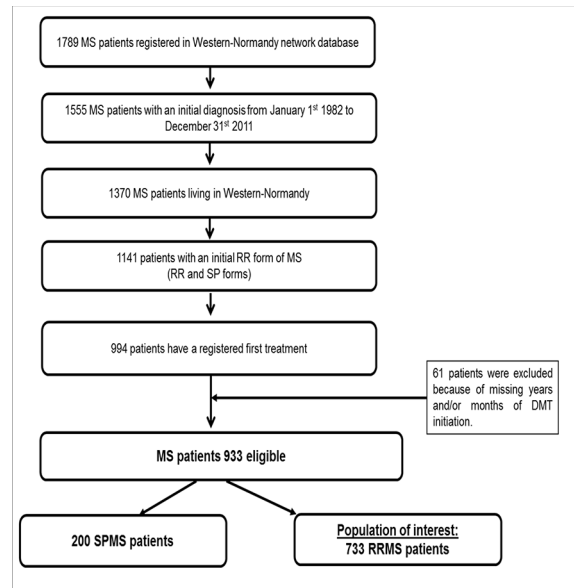 1789 MS patients registered in Western-Normandy network database
1555 MS patients with an initial diagnosis from January 1st 1982 to
December 31st 2011
1370 MS patients living in Western-Normandy
1141 patients with an initial RR form of MS
(RR and SP forms)
994 patients have a registered first treatment
61 patients were excluded
because of missing years
and/or months of DMT
initiation.
MS patients 933 eligible
200 SPMS patients
Population of interest:
733 RRMS patients